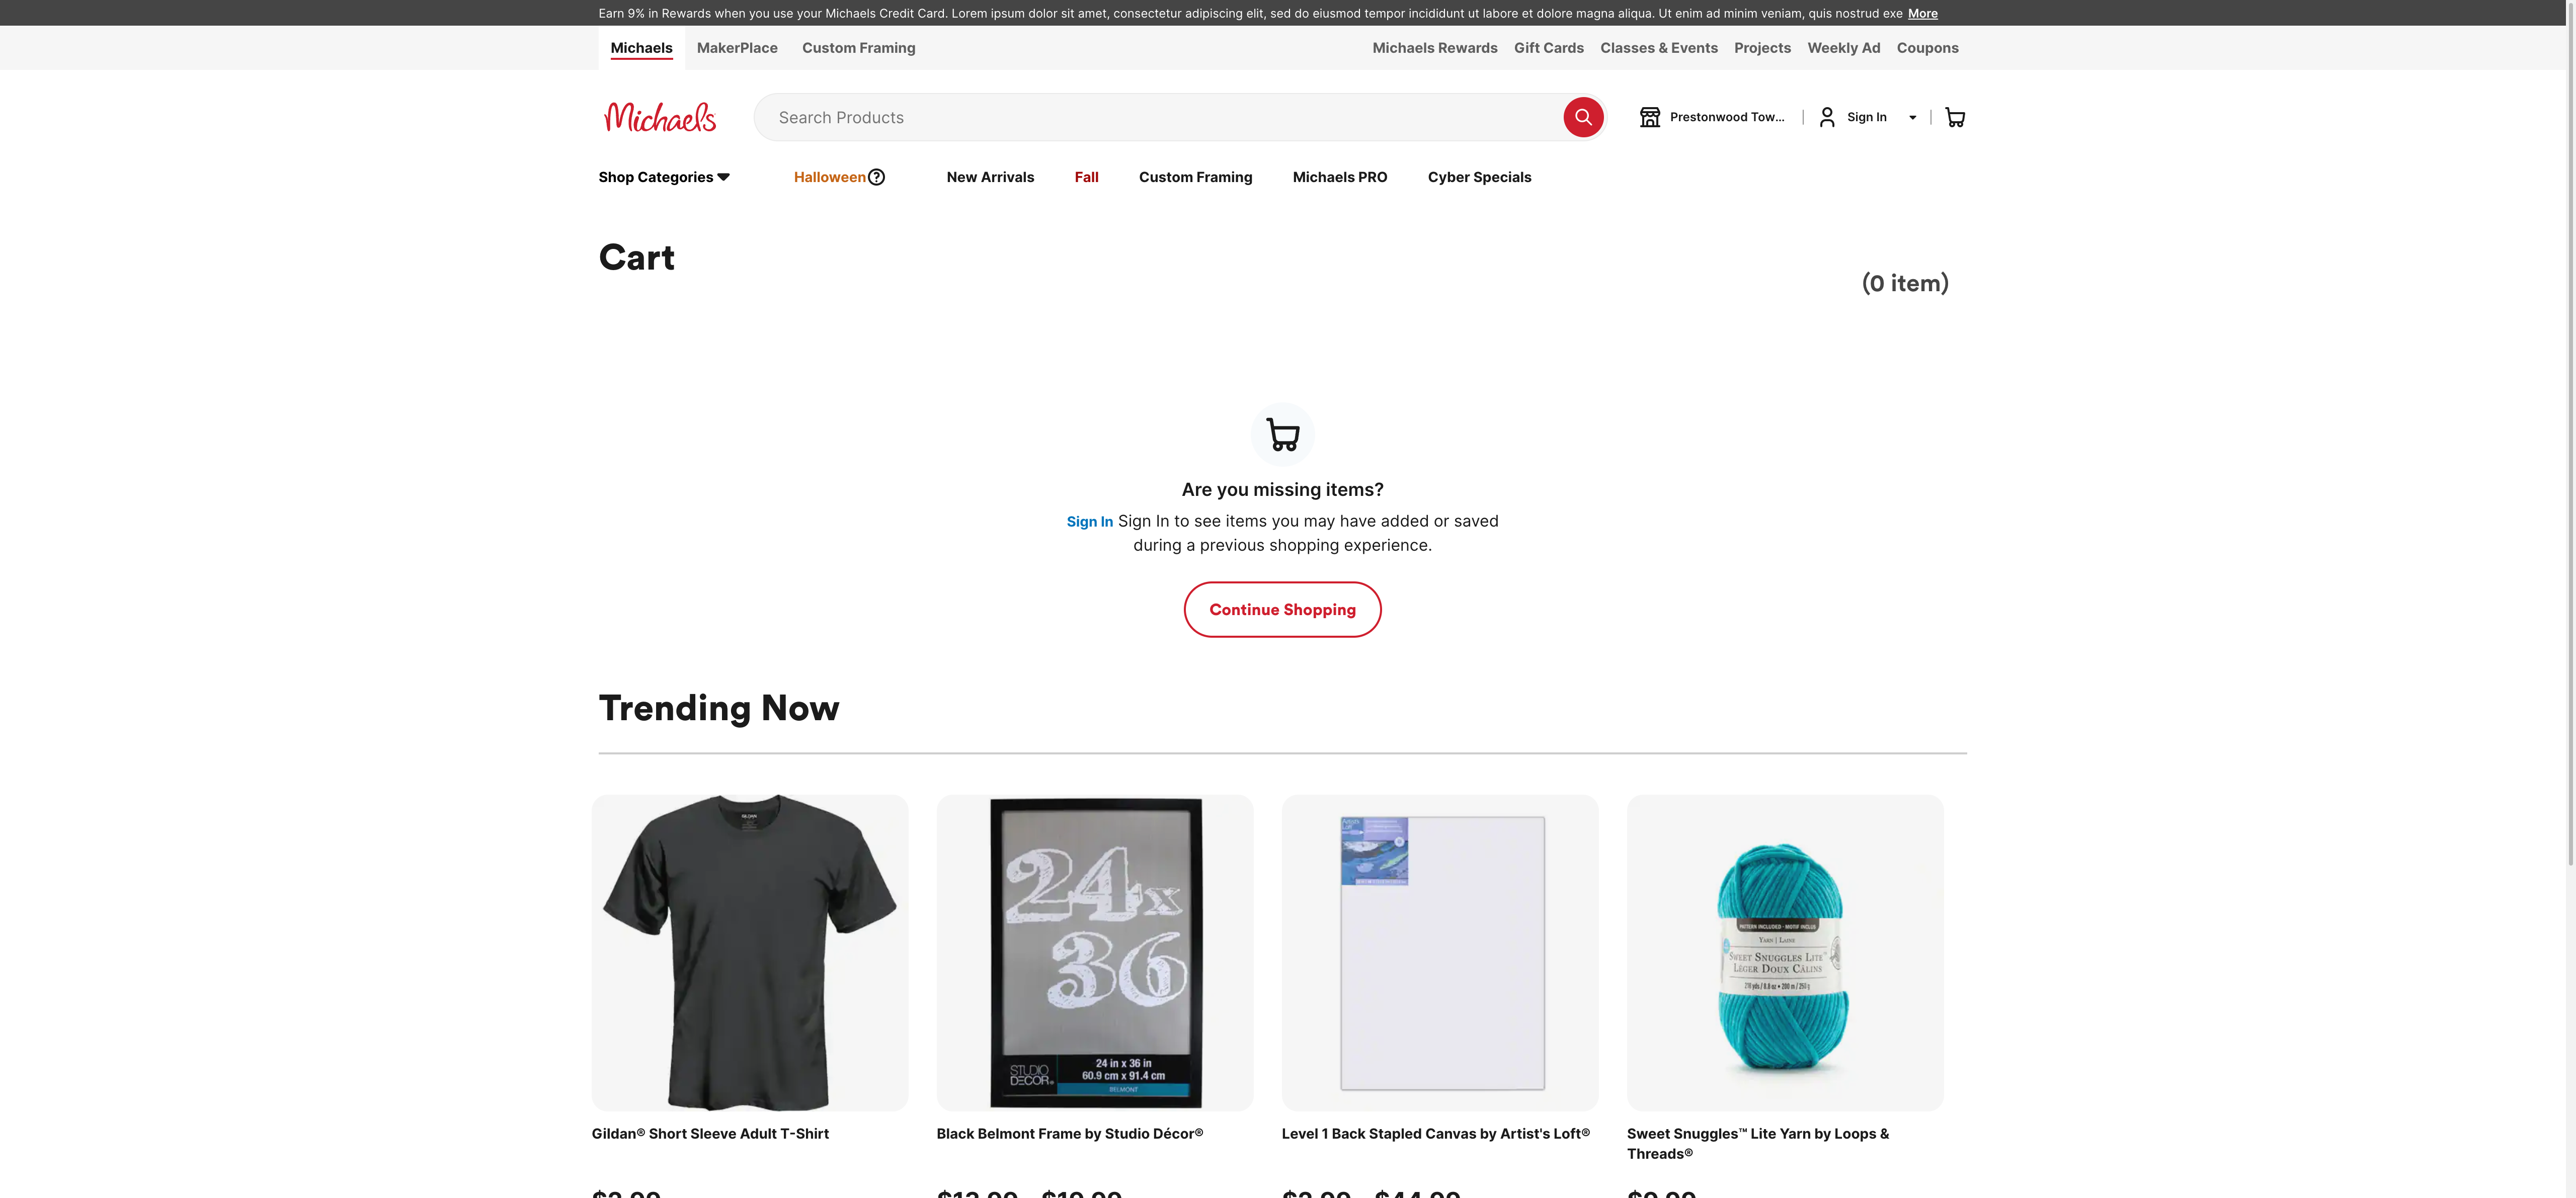 Earn 9% in Rewards when you use your Michaels Credit Card. Lorem ipsum dolor sit amet, consectetur adipiscing elit, sed do eiusmod tempor incididunt ut labore et dolore magna aliqua. Ut enim ad minim veniam, quis nostrud exe More
Michaels MakerPlace Custom Framing Michaels Rewards Gift Cards Classes & Events Projects Weekly Ad Coupons
Michaels Search Products Prestonwood Tow... Sign In
Shop Categories Halloween New Arrivals Fall Custom Framing Michaels PRO Cyber Specials
Cart
(0 item)
Are you missing items?
Sign In Sign In to see items you may have added or saved
during a previous shopping experience.
Continue Shopping
Trending Now
24x
36
STUDIO
DÉCOR®
24 in x 36 in
60.9 cm x 91.4 cm
BELMONT
PATTERN INCLUDED • MOTIF INCLUS
YARN | LAINE
SWEET SNUGGLES LITE™
LÉGER DOUX CÂLINS
Gildan® Short Sleeve Adult T-Shirt
Black Belmont Frame by Studio Décor®
Level 1 Back Stapled Canvas by Artist's Loft®
Sweet Snuggles™ Lite Yarn by Loops &
Threads®